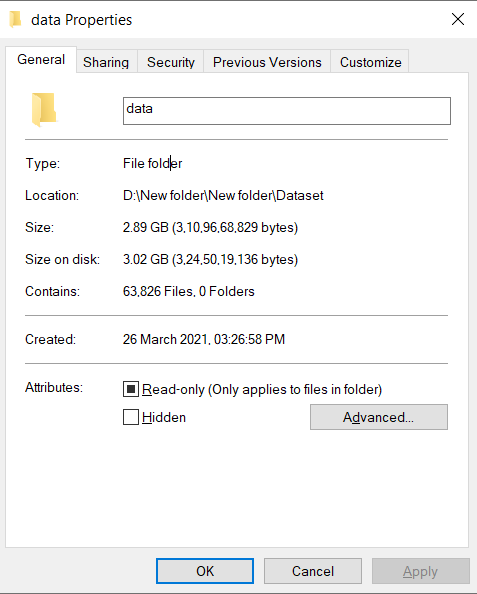 data Properties
General Sharing Security Previous Versions Customize
data
Type: File folder
Location: D:\New folder\New folder\Dataset
Size: 2.89 GB (3,10,96,68,829 bytes)
Size on disk: 3.02 GB (3,24,50,19,136 bytes)
Contains: 63,826 Files, 0 Folders
Created: 26 March 2021, 03:26:58 PM
Attributes: Read-only (Only applies to files in folder)
Hidden Advanced...
OK Cancel Apply